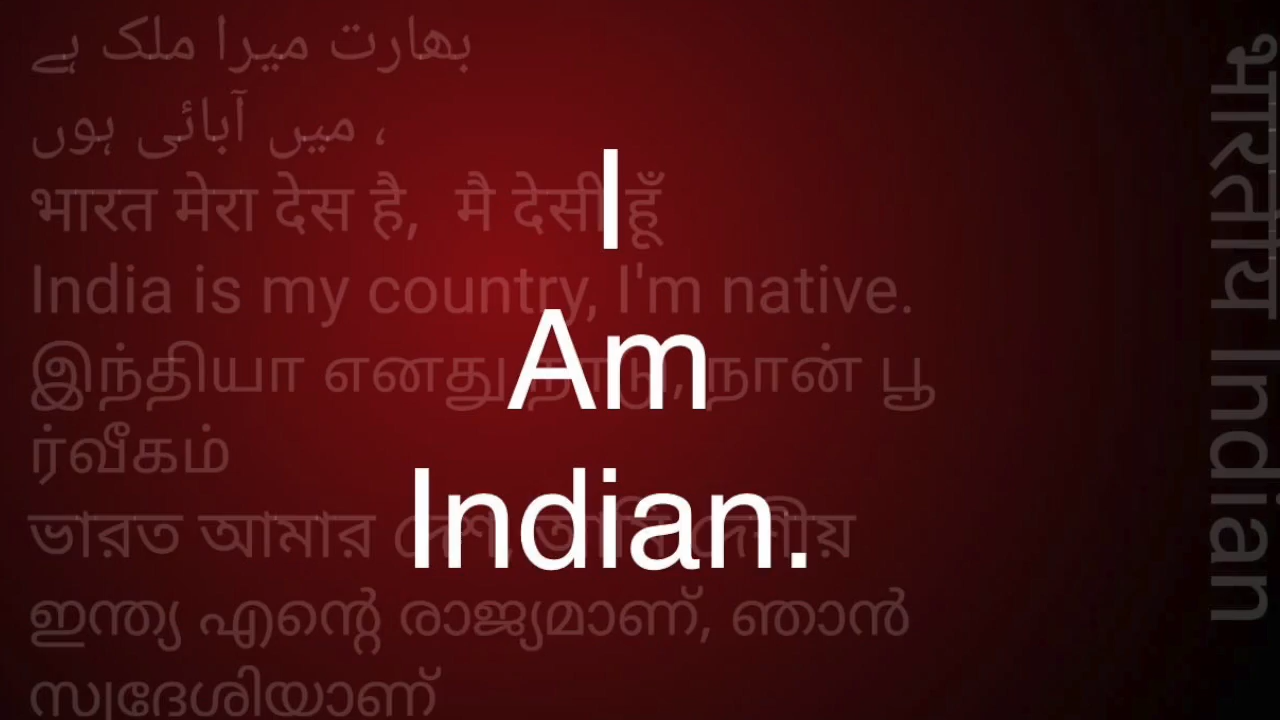 بھارت میرا ملک ہے
، میں آبائی ہوں
भारत मेरा देस है, मै देसी हूँ
India is my country, I'm native.
இந்தியா எனது நாடு, நான் பூ
ர்வீகம்
ভারত আমার দেশ, আমি দেশীয়
ഇന്ത്യ എന്റെ രാജ്യമാണ്, ഞാൻ
സ്വദേശിയാണ്
I
Am
Indian.
भारतीय Indian